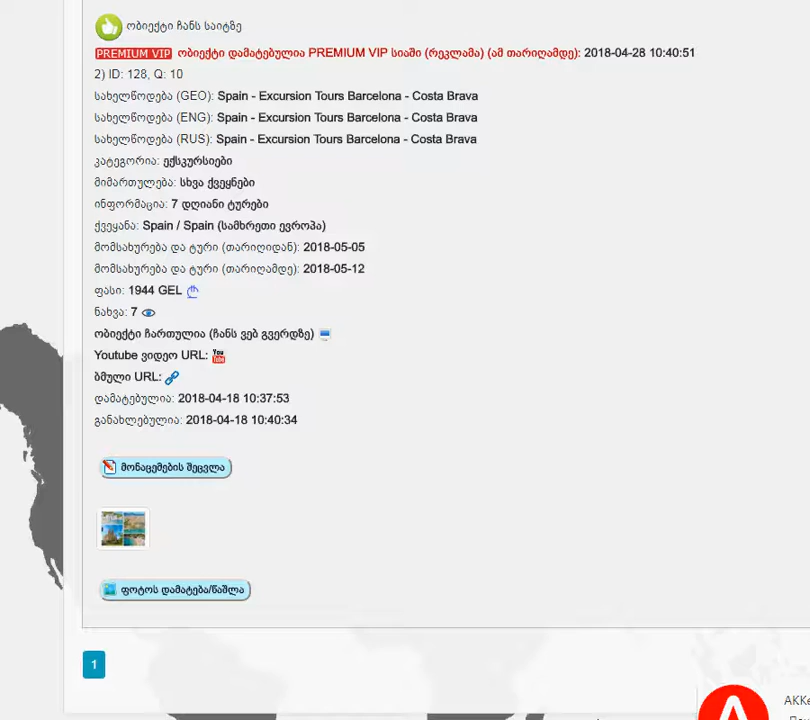 ობიექტი ჩანს საიტზე
PREMIUM VIP ობიექტი დამატებულია PREMIUM VIP სიაში (რეკლამა) (ამ თარიღამდე): 2018-04-28 10:40:51
2) ID: 128, Q: 10
სახელწოდება (GEO): Spain - Excursion Tours Barcelona - Costa Brava
სახელწოდება (ENG): Spain - Excursion Tours Barcelona - Costa Brava
სახელწოდება (RUS): Spain - Excursion Tours Barcelona - Costa Brava
კატეგორია: ექსკურსიები
მიმართულება: სხვა ქვეყნები
ინფორმაცია: 7 დღიანი ტურები
ქვეყანა: Spain / Spain (სამხრეთი ევროპა)
მომსახურება და ტური (თარიღიდან): 2018-05-05
მომსახურება და ტური (თარიღამდე): 2018-05-12
ფასი: 1944 GEL
ნახვა: 7
ობიექტი ჩართულია (ჩანს ვებ გვერდზე)
Youtube ვიდეო URL: You Tube
ბმული URL:
დამატებულია: 2018-04-18 10:37:53
განახლებულია: 2018-04-18 10:40:34
მონაცემების შეცვლა
ფოტოს დამატება/წაშლა
1